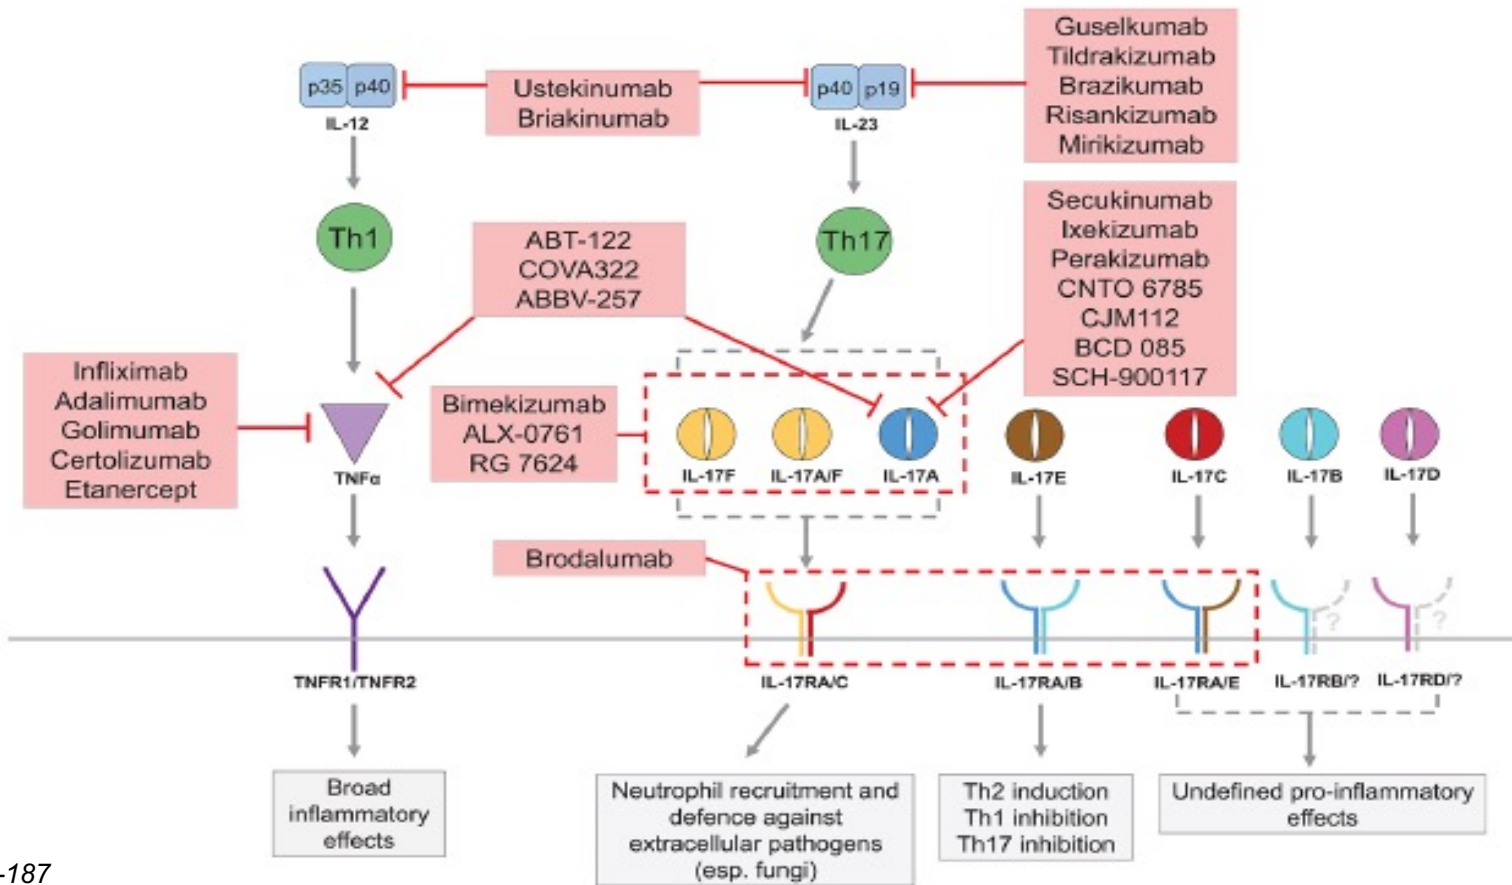 Guselkumab
Tildrakizumab
Brazikumab
Risankizumab
Mirikizumab
p35 p40
IL-12
Ustekinumab
Briakinumab
p40 p19
IL-23
Th1
ABT-122
COVA322
ABBV-257
Th17
Secukinumab
Ixekizumab
Perakizumab
CNTO 6785
CJM112
BCD 085
SCH-900117
Infliximab
Adalimumab
Golimumab
Certolizumab
Etanercept
TNFα
Bimekizumab
ALX-0761
RG 7624
IL-17F
IL-17A/F
IL-17A
IL-17E
IL-17C
IL-17B
IL-17D
Brodalumab
?
?
TNFR1/TNFR2
IL-17RA/C
IL-17RA/B
IL-17RA/E
IL-17RB/?
IL-17RD/?
Broad
inflammatory
effects
Neutrophil recruitment and
defence against
extracellular pathogens
(esp. fungi)
Th2 induction
Th1 inhibition
Th17 inhibition
Undefined pro-inflammatory
effects
-187